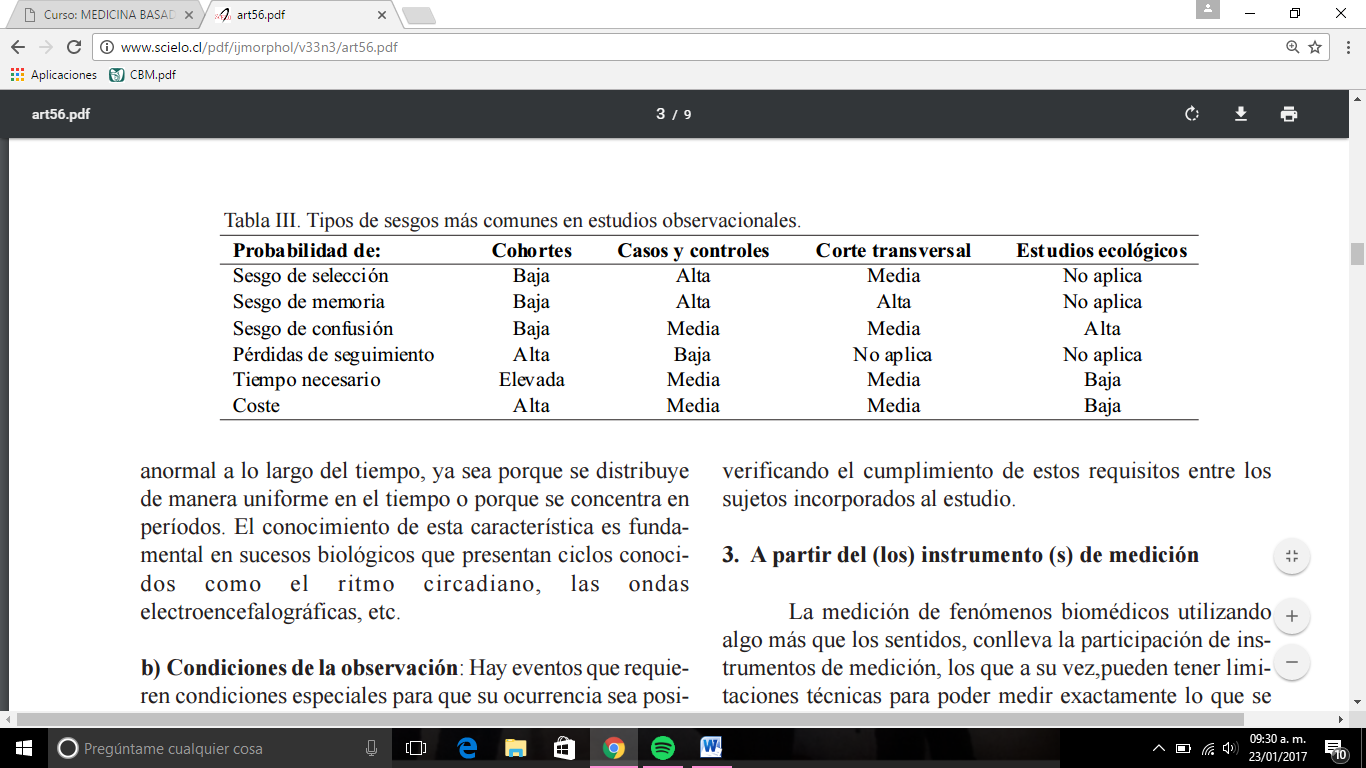 Curso: MEDICINA BASAD
art56.pdf
www.scielo.cl/pdf/ijmorphol/v33n3/art56.pdf
Aplicaciones CBM.pdf
art56.pdf 3 / 9
Tabla III. Tipos de sesgos más comunes en estudios observacionales.
Probabilidad de: Cohortes Casos y controles Corte transversal Estudios ecológicos
Sesgo de selección Baja Alta Media No aplica
Sesgo de memoria Baja Alta Alta No aplica
Sesgo de confusión Baja Media Media Alta
Pérdidas de seguimiento Alta Baja No aplica No aplica
Tiempo necesario Elevada Media Media Baja
Coste Alta Media Media Baja
anormal a lo largo del tiempo, ya sea porque se distribuye
de manera uniforme en el tiempo o porque se concentra en
períodos. El conocimiento de esta característica es funda-
mental en sucesos biológicos que presentan ciclos conoci-
dos como el ritmo circadiano, las ondas
electroencefalográficas, etc.
b) Condiciones de la observación: Hay eventos que requie-
ren condiciones especiales para que su ocurrencia sea posi-
verificando el cumplimiento de estos requisitos entre los
sujetos incorporados al estudio.
3. A partir del (los) instrumento (s) de medición
La medición de fenómenos biomédicos utilizando
algo más que los sentidos, conlleva la participación de ins-
trumentos de medición, los que a su vez,pueden tener limi-
taciones técnicas para poder medir exactamente lo que se
Pregúntame cualquier cosa
09:30 a. m.
23/01/2017
10